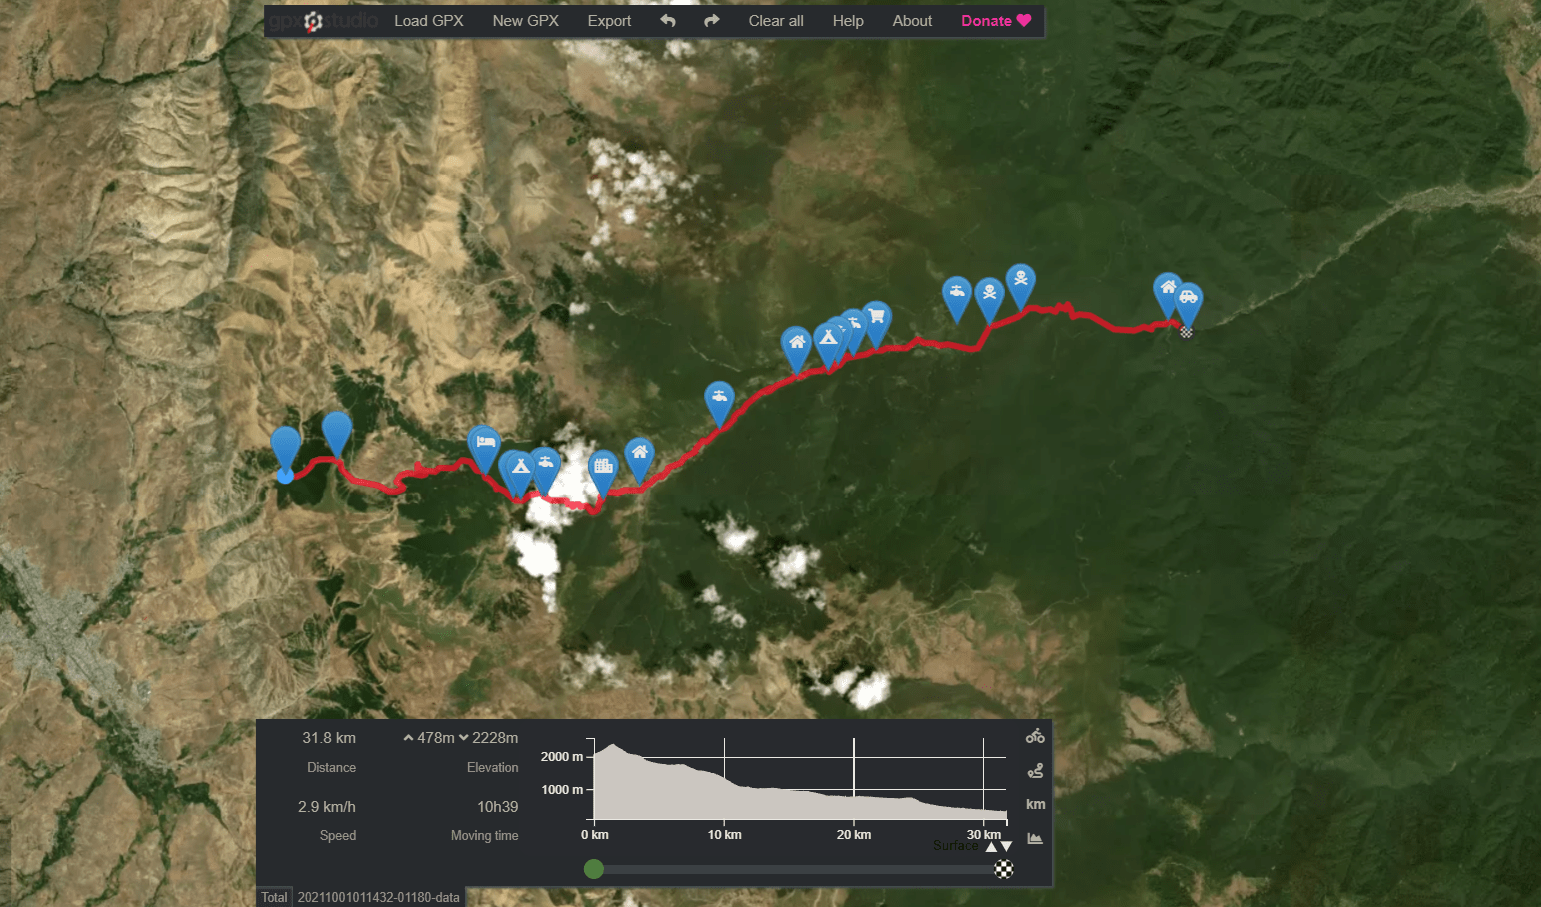 gpx studio Load GPX New GPX Export Clear all Help About Donate
31.8 km 478m 2228m
Distance Elevation
2.9 km/h 10h39
Speed Moving time
2000 m
1000 m
0 km 10 km 20 km 30 km
Surface
km
Total 20211001011432-01180-data